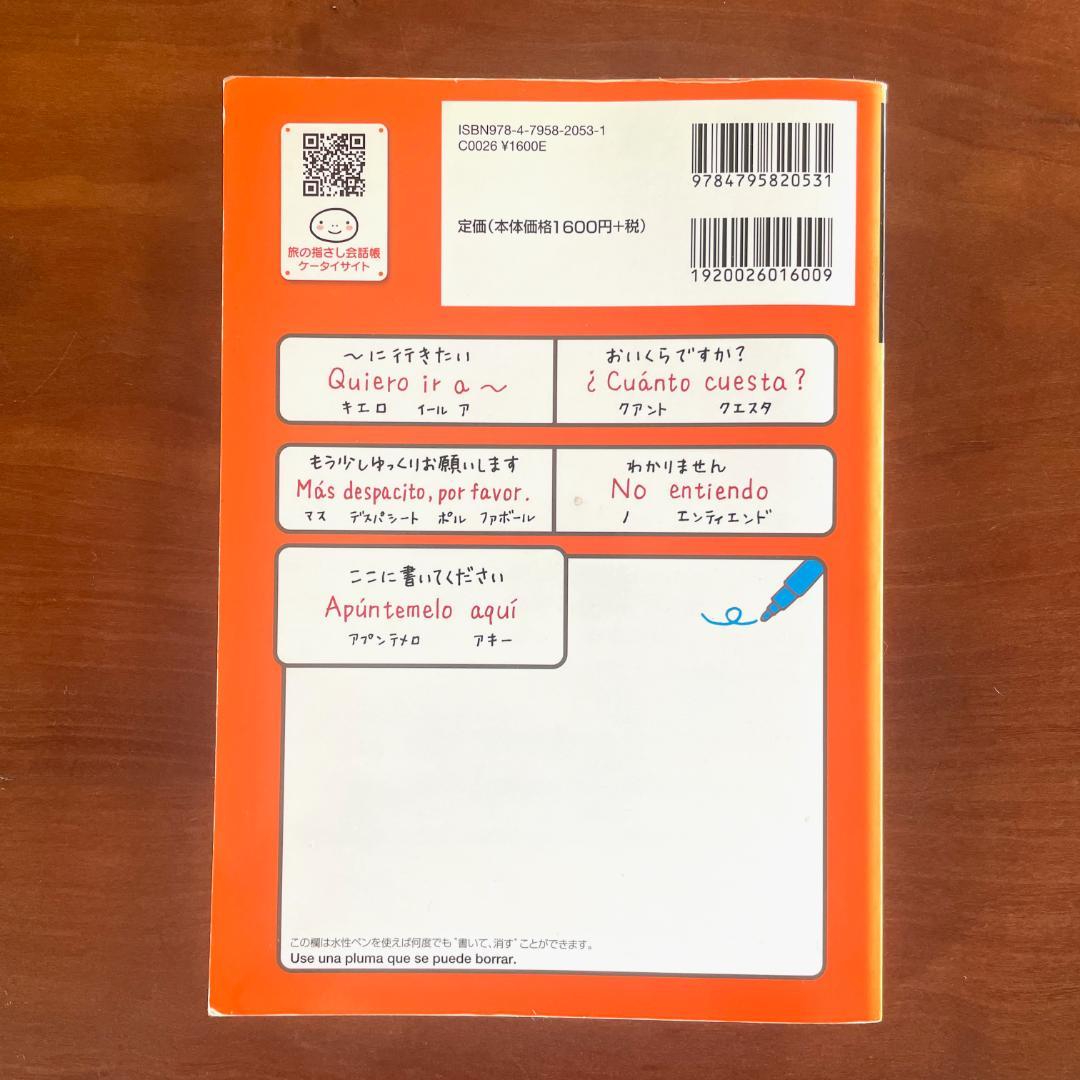 ISBN978-4-7958-2053-1
C0026 ¥1600E
9784795820531
定価(本体価格1600円+税)
1920026016009
旅の指さし会話帳
ケータイサイト
〜に行きたい
Quiero ir a 〜
キエロ イール ア
おいくらですか?
¿Cuánto cuesta?
クアント クエスタ
もう少しゆっくりお願いします
Más despacito, por favor.
マス デスパシート ポル ファボール
わかりません
No entiendo
ノ エンティエンド
ここに書いてください
Apúntemelo aquí
アプンテメロ アキー
この欄は水性ペンを使えば何度でも“書いて、消す”ことができます。
Use una pluma que se puede borrar.